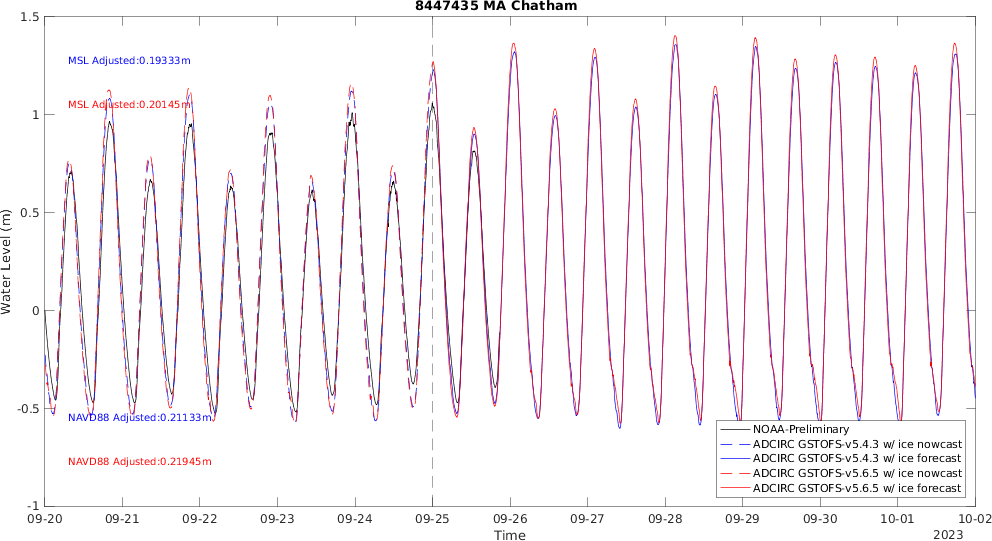 8447435 MA Chatham
1.5
MSL Adjusted:0.19333m
MSL Adjusted:0.20145m
1
0.5
Water Level (m)
0
-0.5
NAVD88 Adjusted:0.21133m
NAVD88 Adjusted:0.21945m
NOAA-Preliminary
ADCIRC GSTOFS-v5.4.3 w/ ice nowcast
ADCIRC GSTOFS-v5.4.3 w/ ice forecast
ADCIRC GSTOFS-v5.6.5 w/ ice nowcast
ADCIRC GSTOFS-v5.6.5 w/ ice forecast
-1
09-20 09-21 09-22 09-23 09-24 09-25 09-26 09-27 09-28 09-29 09-30 10-01 10-02
Time
2023